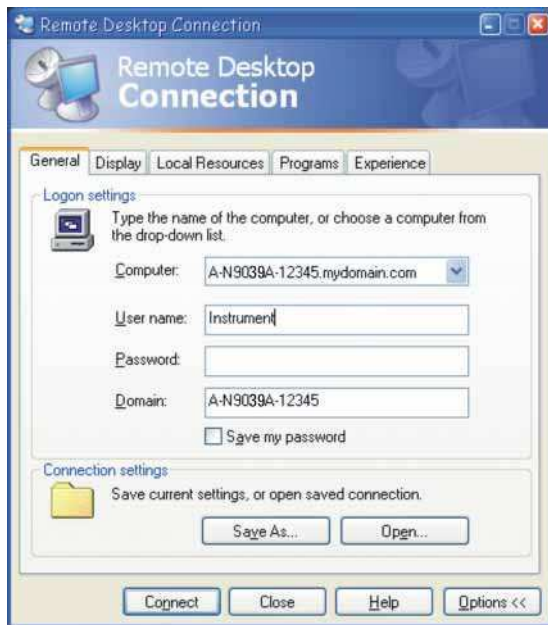 Remote Desktop Connection
Remote Desktop
Connection
General Display Local Resources Programs Experience
Logon settings
Type the name of the computer, or choose a computer from
the drop-down list.
Computer: A-N9039A-12345.mydomain.com
User name: Instrument
Password:
Domain: A-N9039A-12345
Save my password
Connection settings
Save current settings, or open saved connection.
Save As... Open...
Connect Close Help Options <<